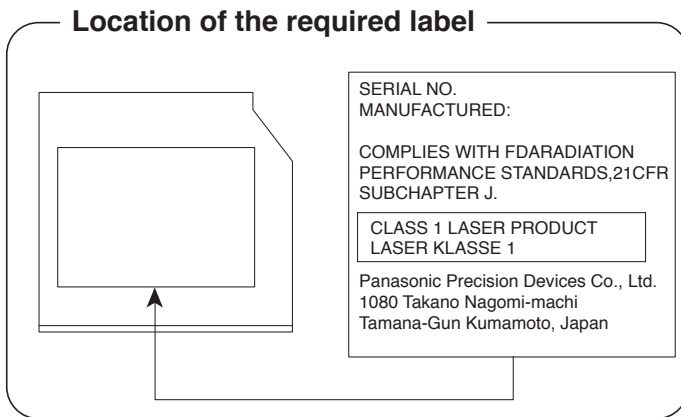 Location of the required label
SERIAL NO.
MANUFACTURED:
COMPLIES WITH FDARADIATION
PERFORMANCE STANDARDS,21CFR
SUBCHAPTER J.
CLASS 1 LASER PRODUCT
LASER KLASSE 1
Panasonic Precision Devices Co., Ltd.
1080 Takano Nagomi-machi
Tamana-Gun Kumamoto, Japan